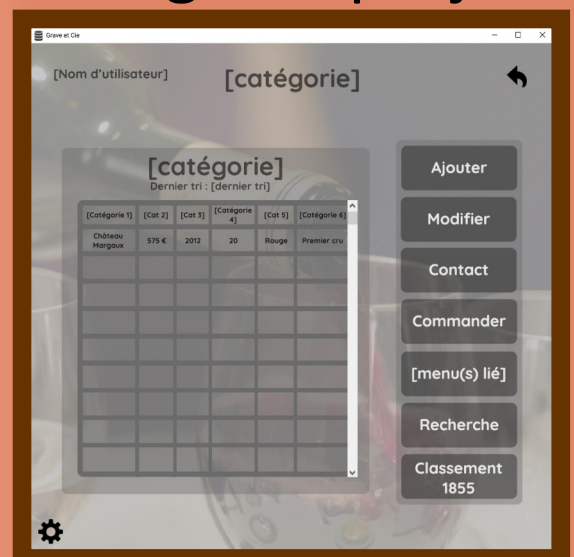 Grave et Cie
[Nom d'utilisateur]
[catégorie]
[catégorie]
Dernier tri : [dernier
tri]
[Catégorie 1] [Cat 2] [Cat 3] [Catégorie
4] [Cat 5] [Catégorie 6]
Château
Margaux 575 € 2012 20 Rouge Premier cru
Ajouter
Modifier
Contact
Commander
[menu(s) lié]
Recherche
Classement
1855